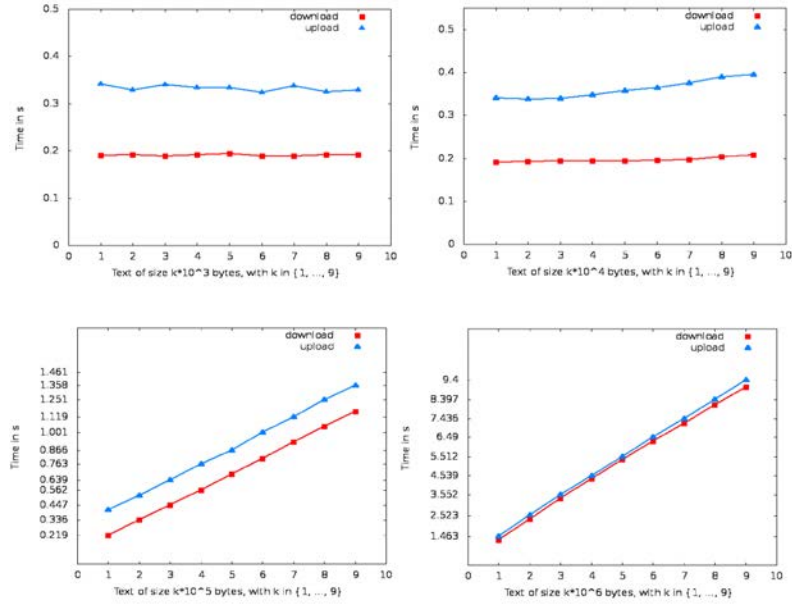 0.5
0.4
0.3
0.2
0.1
0
Time in s
download
upload
0 1 2 3 4 5 6 7 8 9 10
Text of size k*10^3 bytes, with k in {1, ..., 9}
0.5
0.4
0.3
0.2
0.1
0
Time in s
download
upload
0 1 2 3 4 5 6 7 8 9 10
Text of size k*10^4 bytes, with k in {1, ..., 9}
1.461
1.358
1.251
1.119
1.001
0.866
0.763
0.639
0.562
0.447
0.336
0.219
Time in s
download
upload
0 1 2 3 4 5 6 7 8 9 10
Text of size k*10^5 bytes, with k in {1, ..., 9}
9.4
8.397
7.436
6.49
5.512
4.539
3.552
2.523
1.463
Time in s
download
upload
0 1 2 3 4 5 6 7 8 9 10
Text of size k*10^6 bytes, with k in {1, ..., 9}